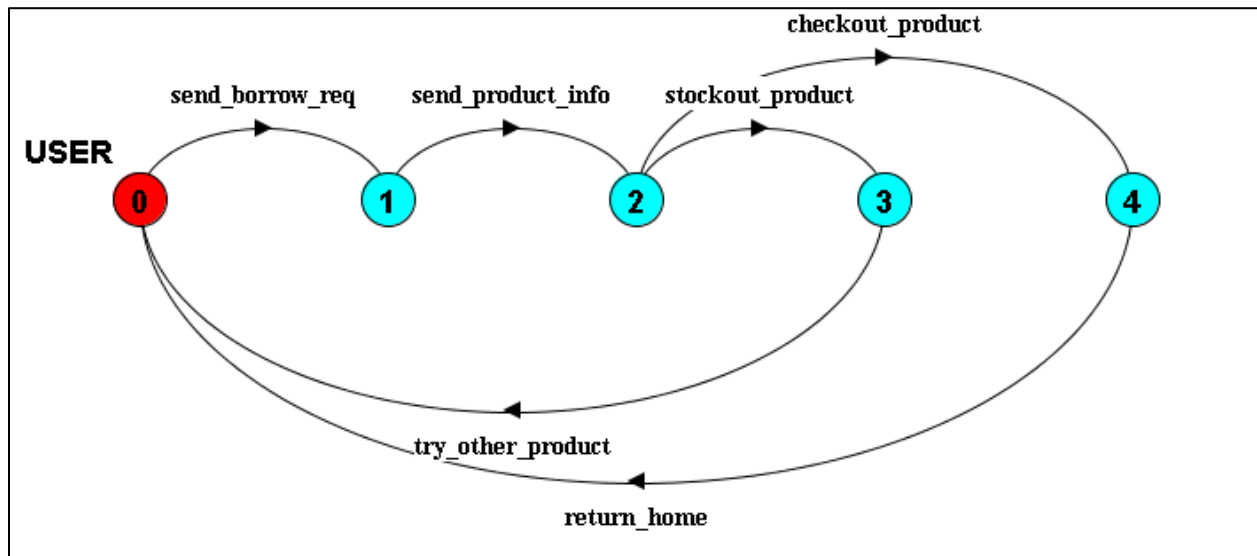 checkout_product
send_borrow_req send_product_info stockout_product
USER
0 1 2 3 4
try_other_product
return_home